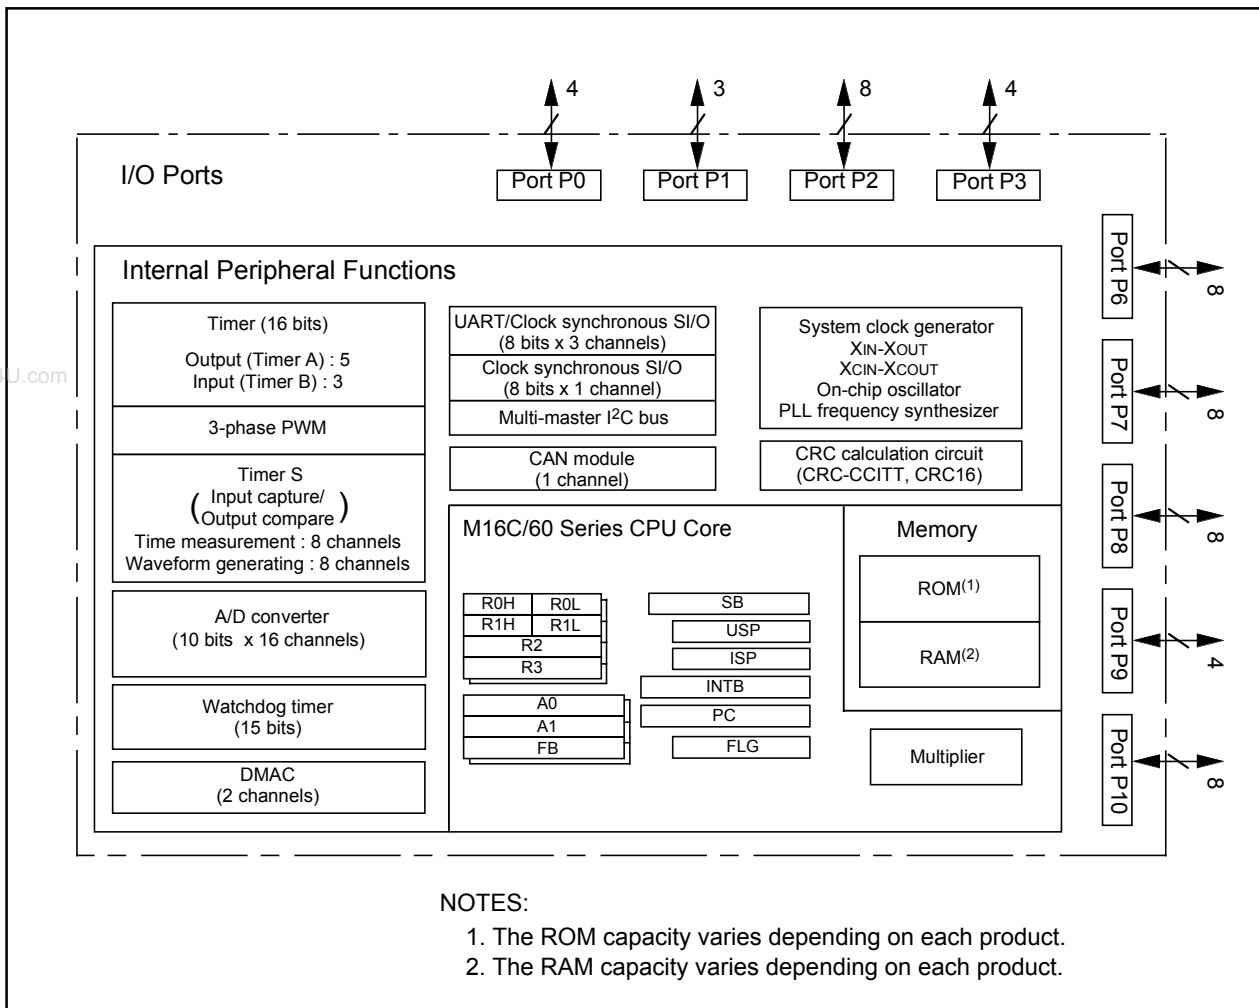 4
3
8
4
I/O Ports
Port P0
Port P1
Port P2
Port P3
Port P6
8
Port P7
8
Port P8
8
Port P9
4
Port P10
8
Internal Peripheral Functions
Timer (16 bits)
Output (Timer A) : 5
Input (Timer B) : 3
3-phase PWM
Timer S
(Input capture/
Output compare)
Time measurement : 8 channels
Waveform generating : 8 channels
A/D converter
(10 bits x 16 channels)
Watchdog timer
(15 bits)
DMAC
(2 channels)
UART/Clock synchronous SI/O
(8 bits x 3 channels)
Clock synchronous SI/O
(8 bits x 1 channel)
Multi-master I2C bus
CAN module
(1 channel)
System clock generator
XIN-XOUT
XCIN-XCOUT
On-chip oscillator
PLL frequency synthesizer
CRC calculation circuit
(CRC-CCITT, CRC16)
M16C/60 Series CPU Core
R0H
R0L
R1H
R1L
R2
R3
A0
A1
FB
SB
USP
ISP
INTB
PC
FLG
Memory
ROM(1)
RAM(2)
Multiplier
U.com
NOTES:
1. The ROM capacity varies depending on each product.
2. The RAM capacity varies depending on each product.